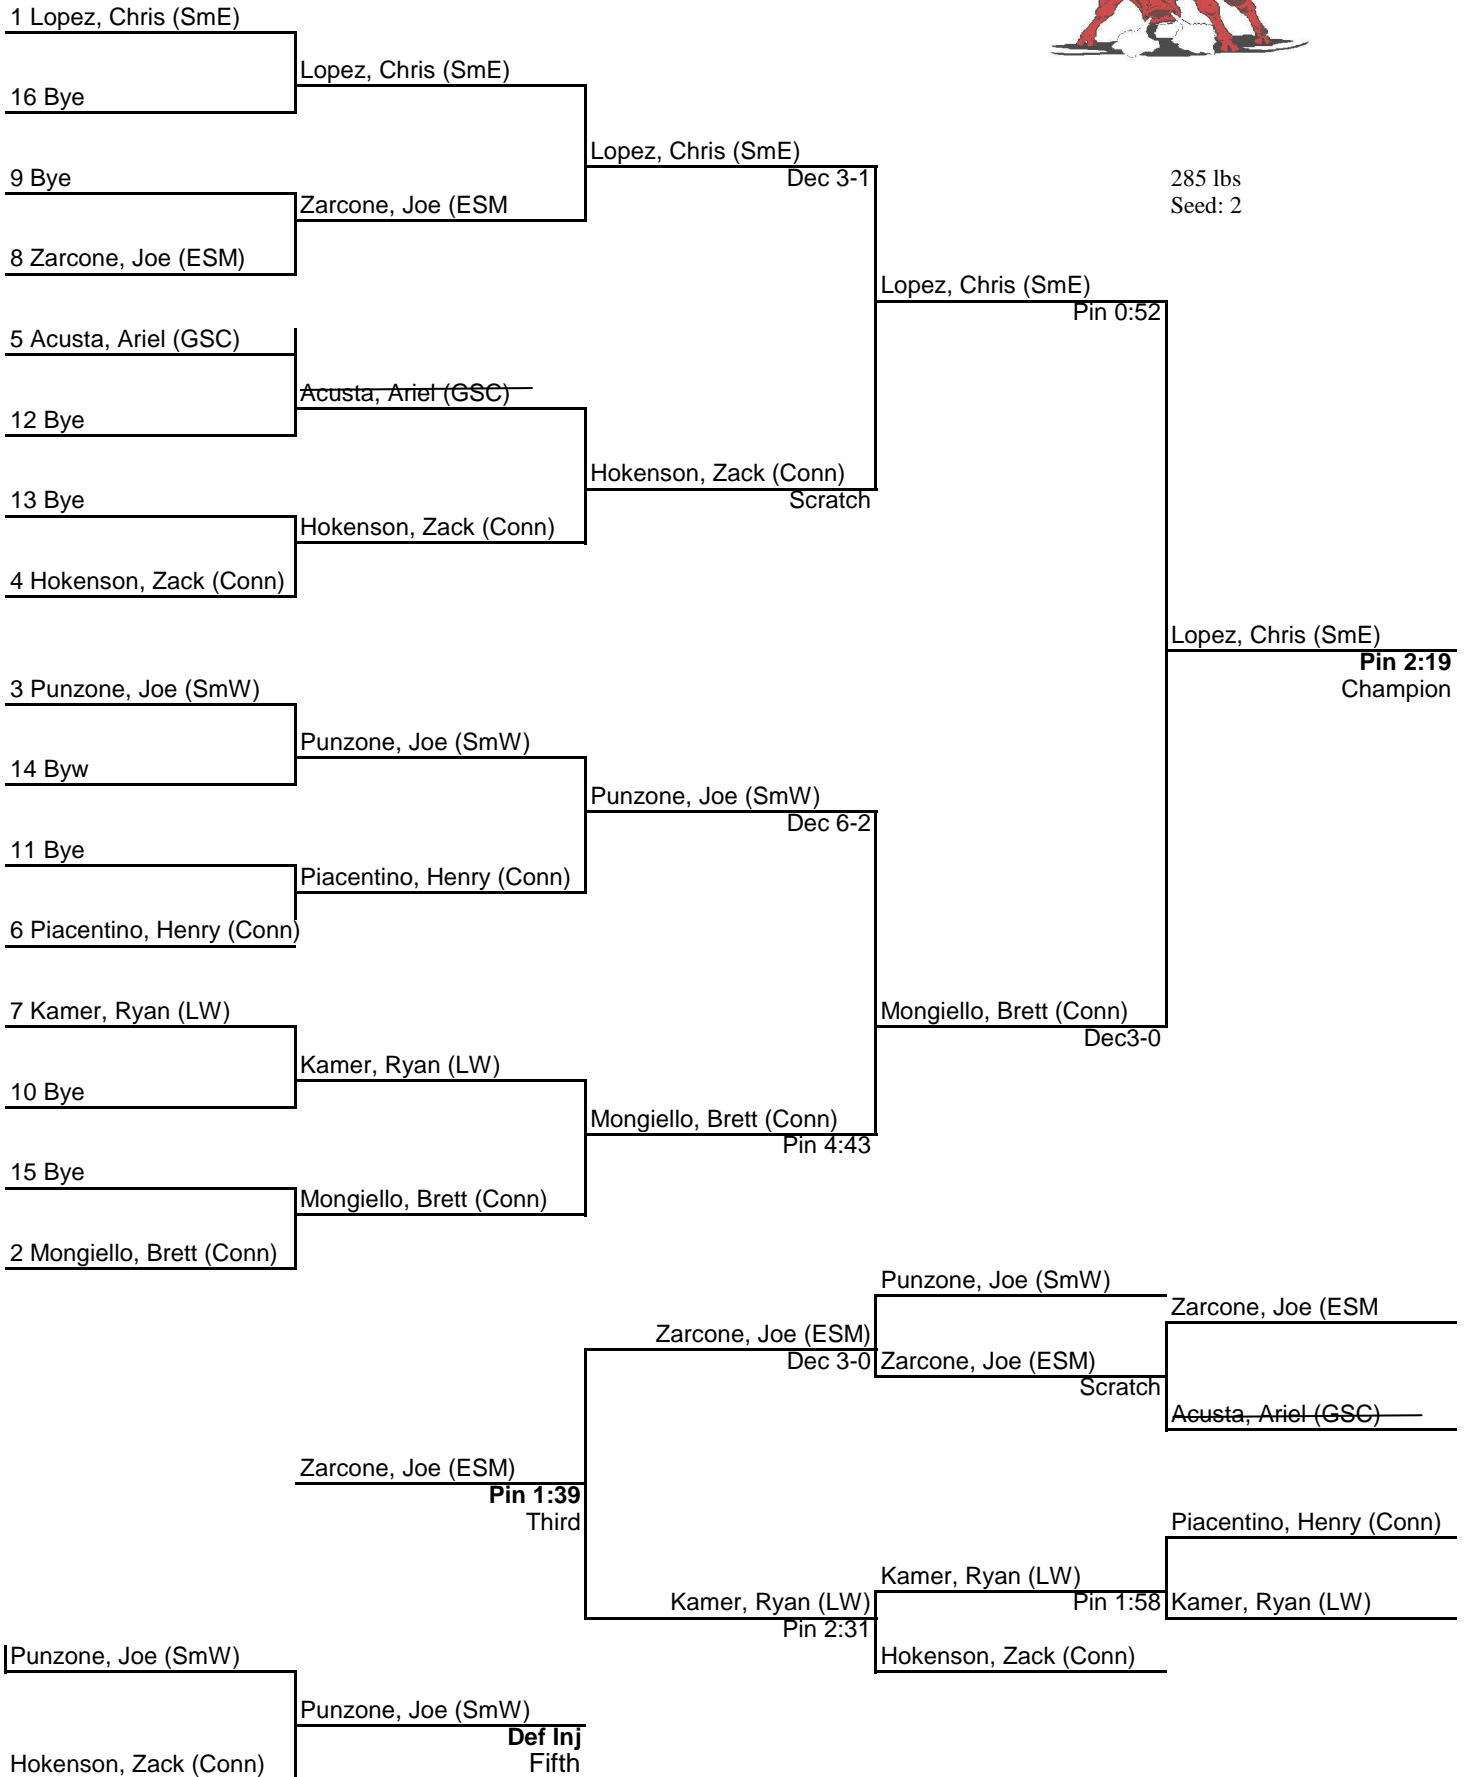 1 Lopez, Chris (SmE)
Lopez, Chris (SmE)
16 Bye
Lopez, Chris (SmE)
Dec 3-1
9 Bye
285 lbs
Zarcone, Joe (ESM
Seed: 2
8 Zarcone, Joe (ESM)
Lopez, Chris (SmE)
Pin 0:52
5 Acusta, Ariel (GSC)
Acusta, Ariel (GSC)
12 Bye
Hokenson, Zack (Conn)
Scratch
13 Bye
Hokenson, Zack (Conn)
4 Hokenson, Zack (Conn)
Lopez, Chris (SmE)
Pin 2:19
Champion
3 Punzone, Joe (SmW)
Punzone, Joe (SmW)
14 Byw
Punzone, Joe (SmW)
Dec 6-2
11 Bye
Piacentino, Henry (Conn)
6 Piacentino, Henry (Conn)
7 Kamer, Ryan (LW)
Mongiello, Brett (Conn)
Dec3-0
Kamer, Ryan (LW)
10 Bye
Mongiello, Brett (Conn)
Pin 4:43
15 Bye
Mongiello, Brett (Conn)
2 Mongiello, Brett (Conn)
Punzone, Joe (SmW)
Zarcone, Joe (ESM
Zarcone, Joe (ESM)
Dec 3-0
Zarcone, Joe (ESM)
Scratch
Acusta, Ariel (GSC)
Zarcone, Joe (ESM)
Pin 1:39
Third
Piacentino, Henry (Conn)
Kamer, Ryan (LW)
Pin 1:58
Kamer, Ryan (LW)
Kamer, Ryan (LW)
Pin 2:31
Hokenson, Zack (Conn)
Punzone, Joe (SmW)
Punzone, Joe (SmW)
Def Inj
Fifth
Hokenson, Zack (Conn)